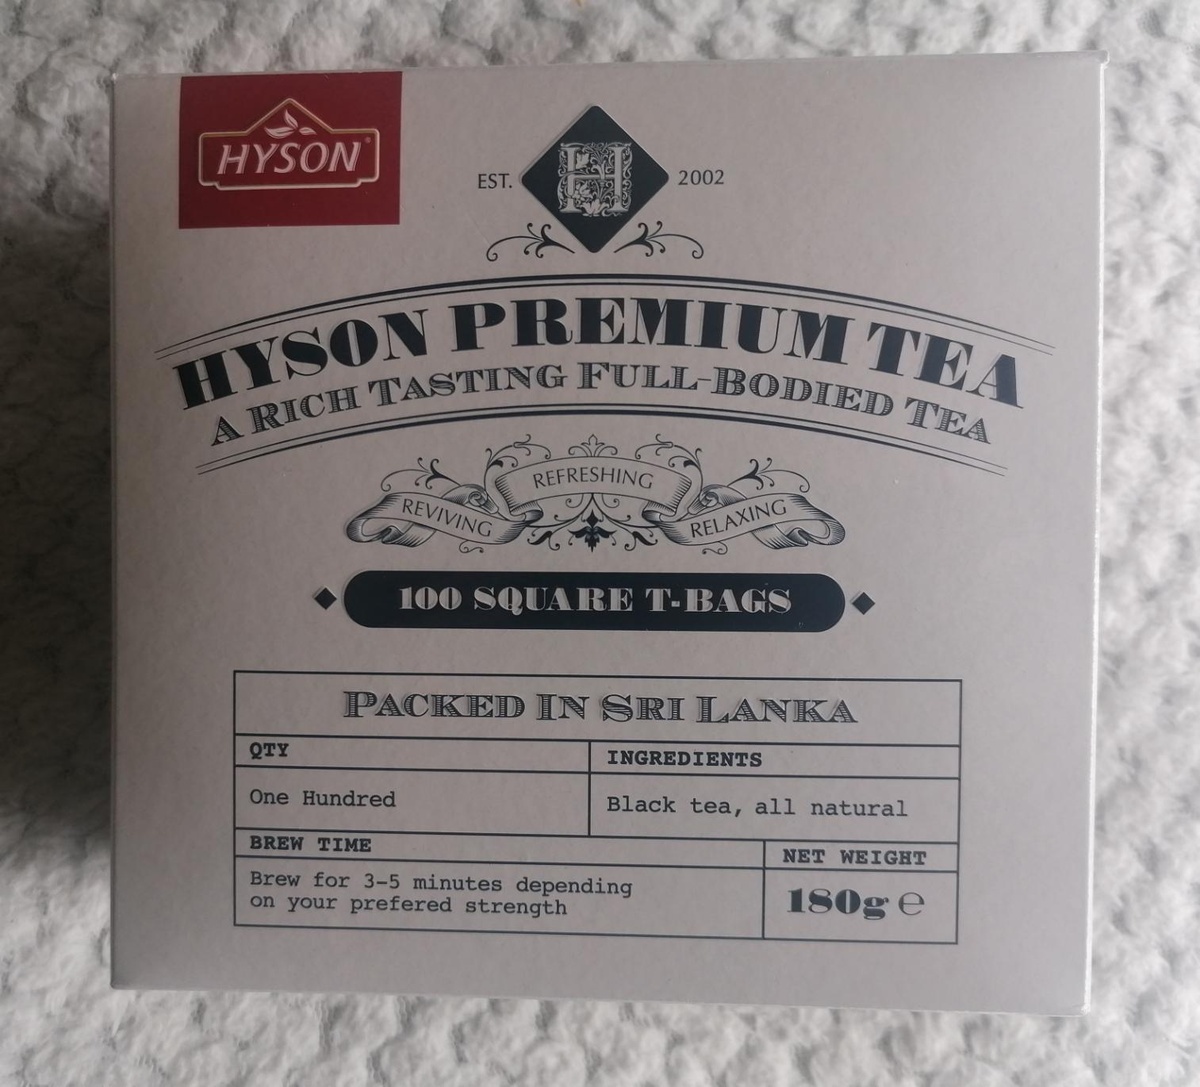 HYSON®
EST. H 2002
HYSON PREMIUM TEA
A RICH TASTING FULL-BODIED TEA
REVIVING REFRESHING RELAXING
100 SQUARE T-BAGS
PACKED IN SRI LANKA
QTY
INGREDIENTS
One Hundred
Black tea, all natural
BREW TIME
NET WEIGHT
Brew for 3-5 minutes depending
on your prefered strength
180g ℮